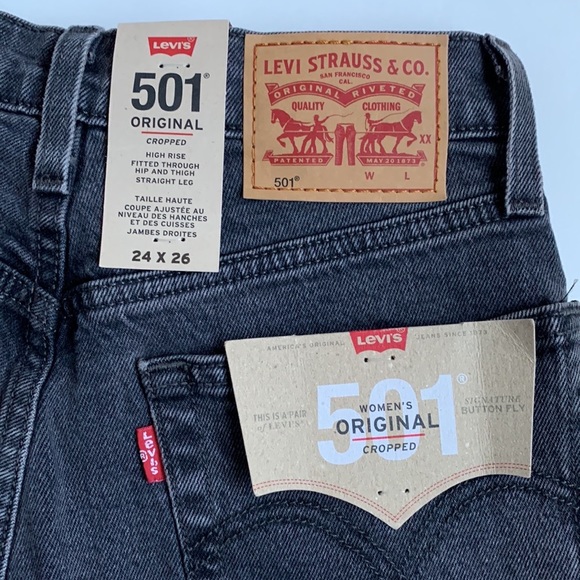 Levi's
501®
ORIGINAL
CROPPED
HIGH RISE
FITTED THROUGH
HIP AND THIGH
STRAIGHT LEG
TAILLE HAUTE
COUPE AJUSTÉE AU
NIVEAU DES HANCHES
ET DES CUISSES
JAMBES DROITES
24 X 26
LEVI STRAUSS & CO.
SAN FRANCISCO
CAL.
ORIGINAL RIVETED
QUALITY CLOTHING
XX
PATENTED MAY 20 1873
501® W L
AMERICA'S ORIGINAL Levi's JEANS SINCE 1873
501®
THIS IS A PAIR
of LEVI'S®
WOMEN'S
ORIGINAL
CROPPED
SIGNATURE
BUTTON FLY
LEVI'S
®